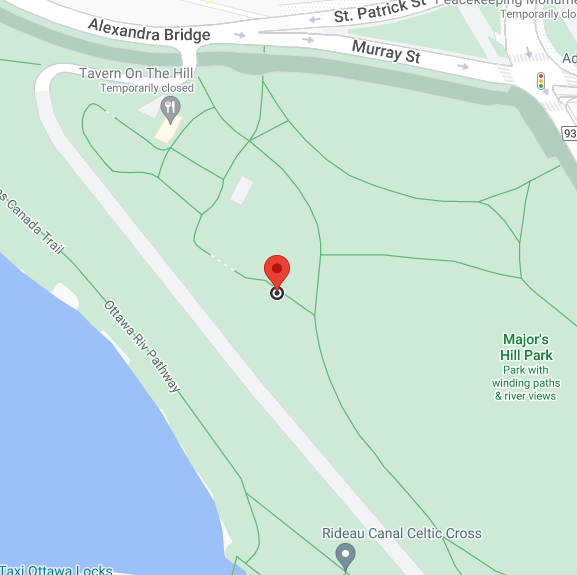 St. Patrick St
Peacekeeping Monume
Temporarily clo
Alexandra Bridge
Murray St
Ad
Tavern On The Hill
Temporarily closed
93
es Canada Trail
Ottawa Riv Pathway
Major's
Hill Park
Park with
winding paths
& river views
Rideau Canal Celtic Cross
Taxi Ottawa Locks